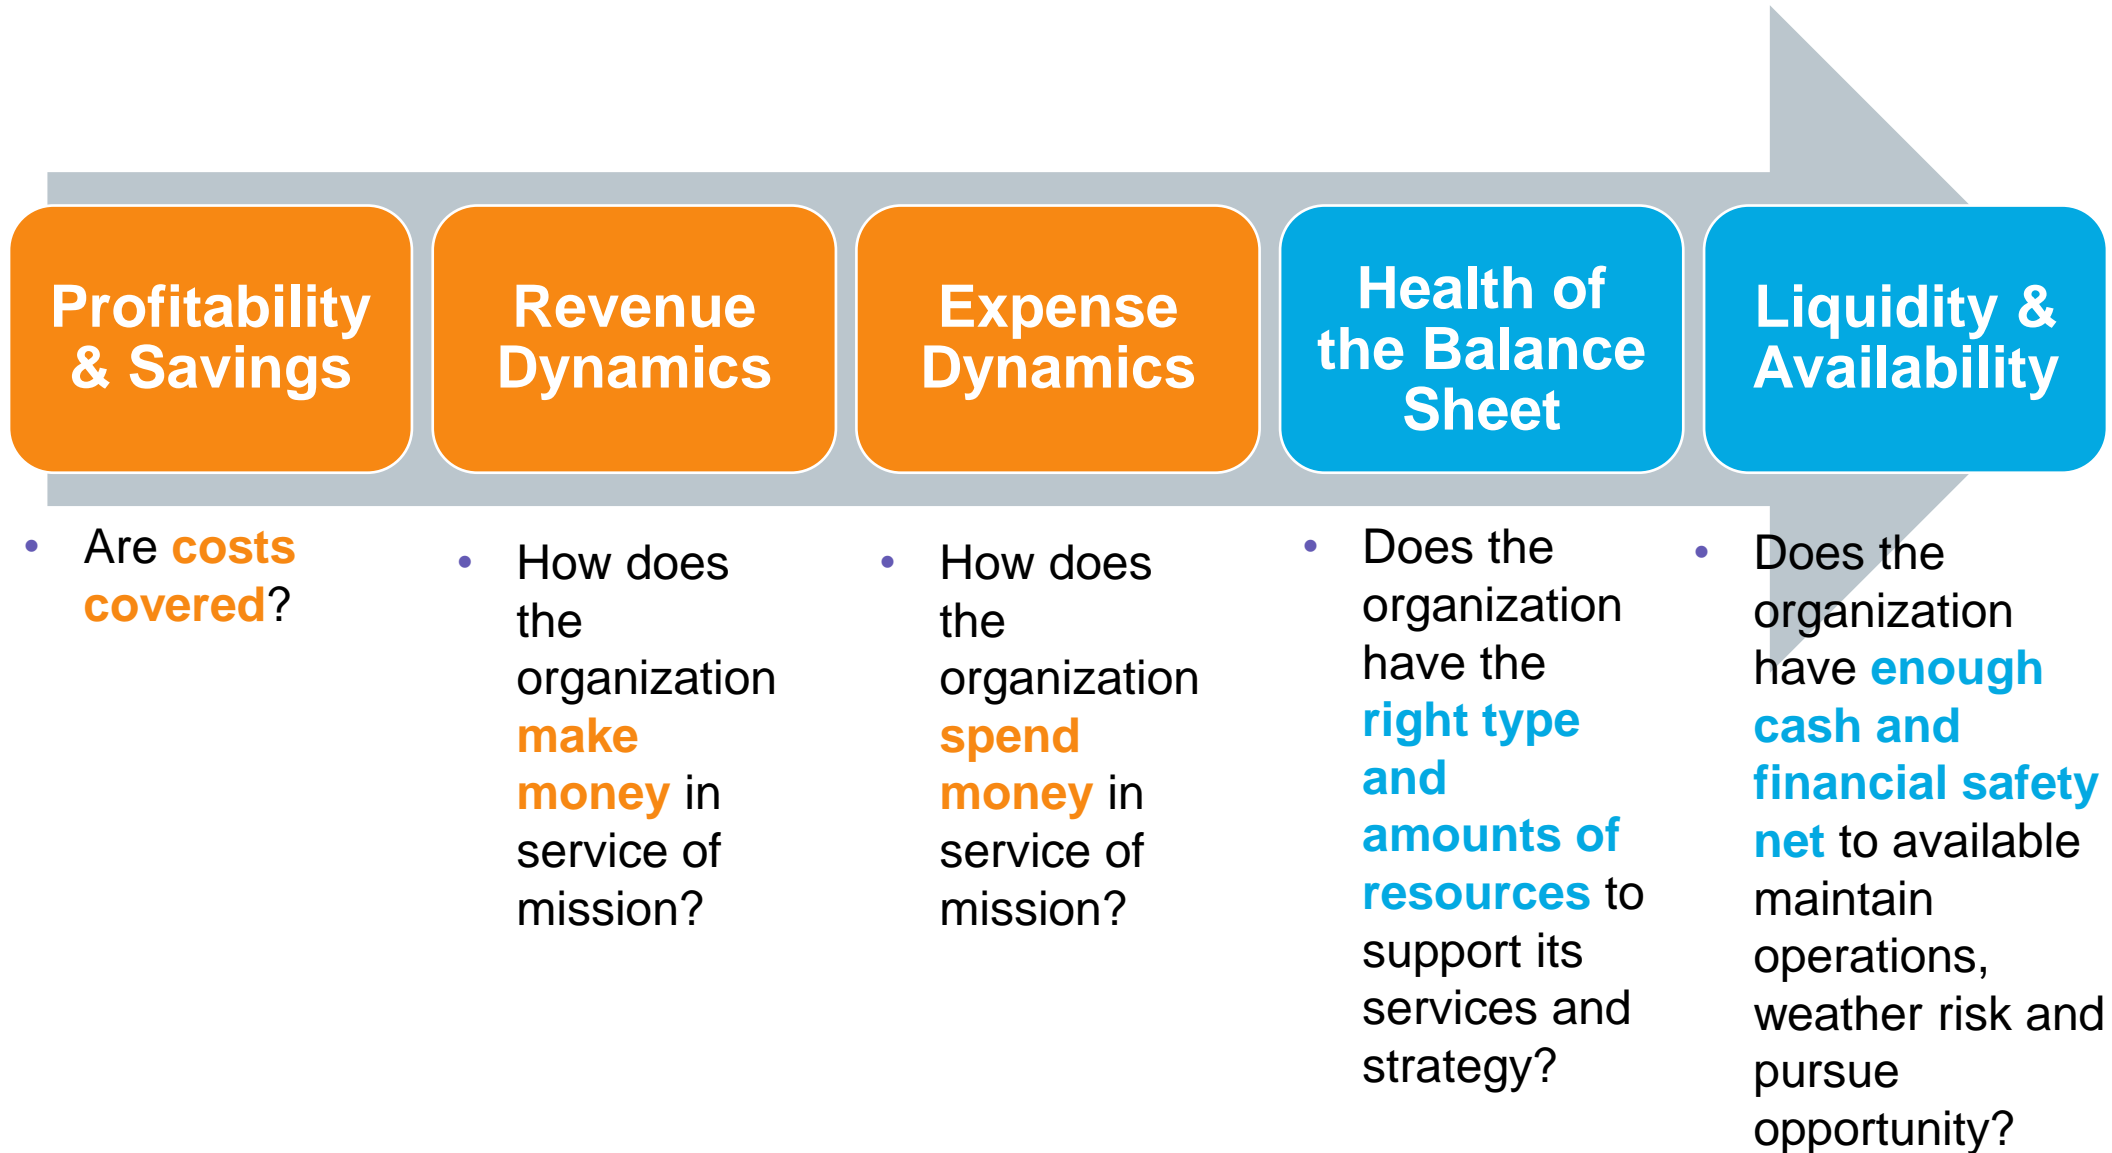 Profitability
& Savings
Revenue
Dynamics
Expense
Dynamics
Health of
the Balance
Sheet
Liquidity &
Availability
• Are costs
covered?
• How does
the
organization
make
money in
service of
mission?
• How does
the
organization
spend
money in
service of
mission?
• Does the
organization
have the
right type
and
amounts of
resources to
support its
services and
strategy?
• Does the
organization
have enough
cash and
financial safety
net to available
maintain
operations,
weather risk and
pursue
opportunity?